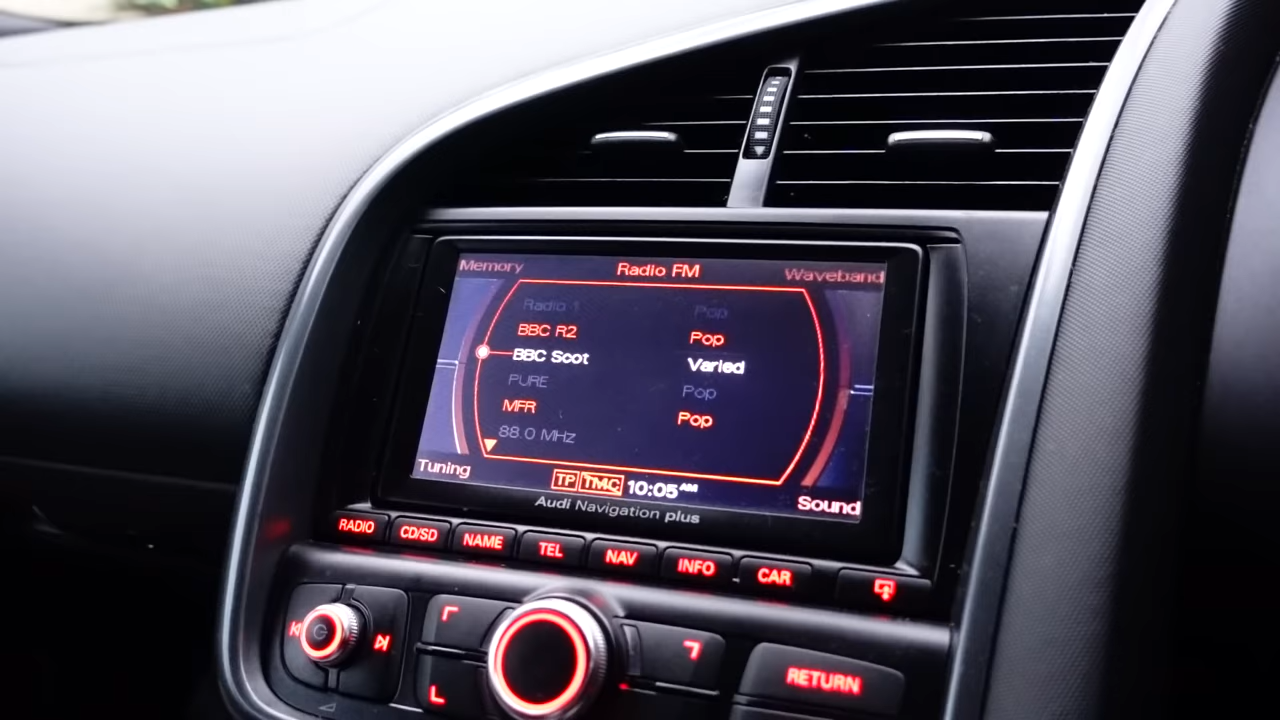 Memory Radio FM Waveband
Radio 1 Pop
BBC R2 Pop
BBC Scot Varied
PURE Pop
MFR Pop
88.0 MHz
Tuning TP TMC 10:05 AM Sound
Audi Navigation plus
RADIO CD/SD NAME TEL NAV INFO CAR
RETURN